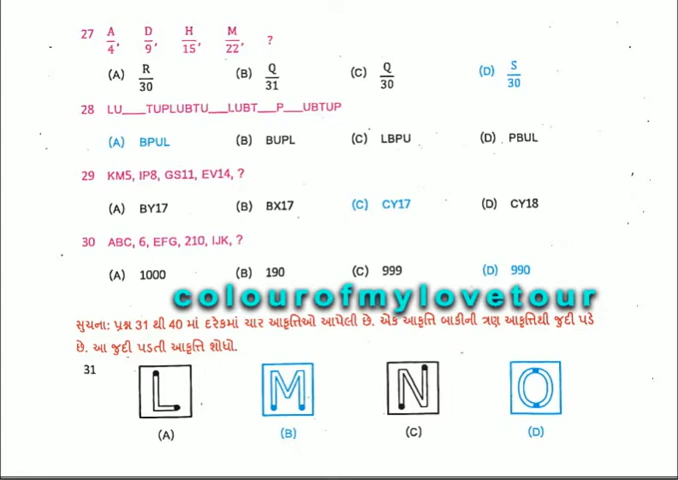 27 A/4, D/9, H/15, M/22, ?
(A) R/30 (B) Q/31 (C) Q/30 (D) S/30
28 LU___TUPLUBTU___LUBT___P___UBTUP
(A) BPUL (B) BUPL (C) LBPU (D) PBUL
29 KM5, IP8, GS11, EV14, ?
(A) BY17 (B) BX17 (C) CY17 (D) CY18
30 ABC, 6, EFG, 210, IJK, ?
(A) 1000 (B) 190 (C) 999 (D) 990
colourofmylovetour
સુચના: પ્રશ્ન 31 થી 40 માં દરેકમાં ચાર આકૃત્તિઓ આપેલી છે. એક આકૃત્તિ બાકીની ત્રણ આકૃત્તિથી જુદી પડે
છે. આ જુદી પડતી આકૃત્તિ શોધો.
31 L M N O
(A) (B) (C) (D)